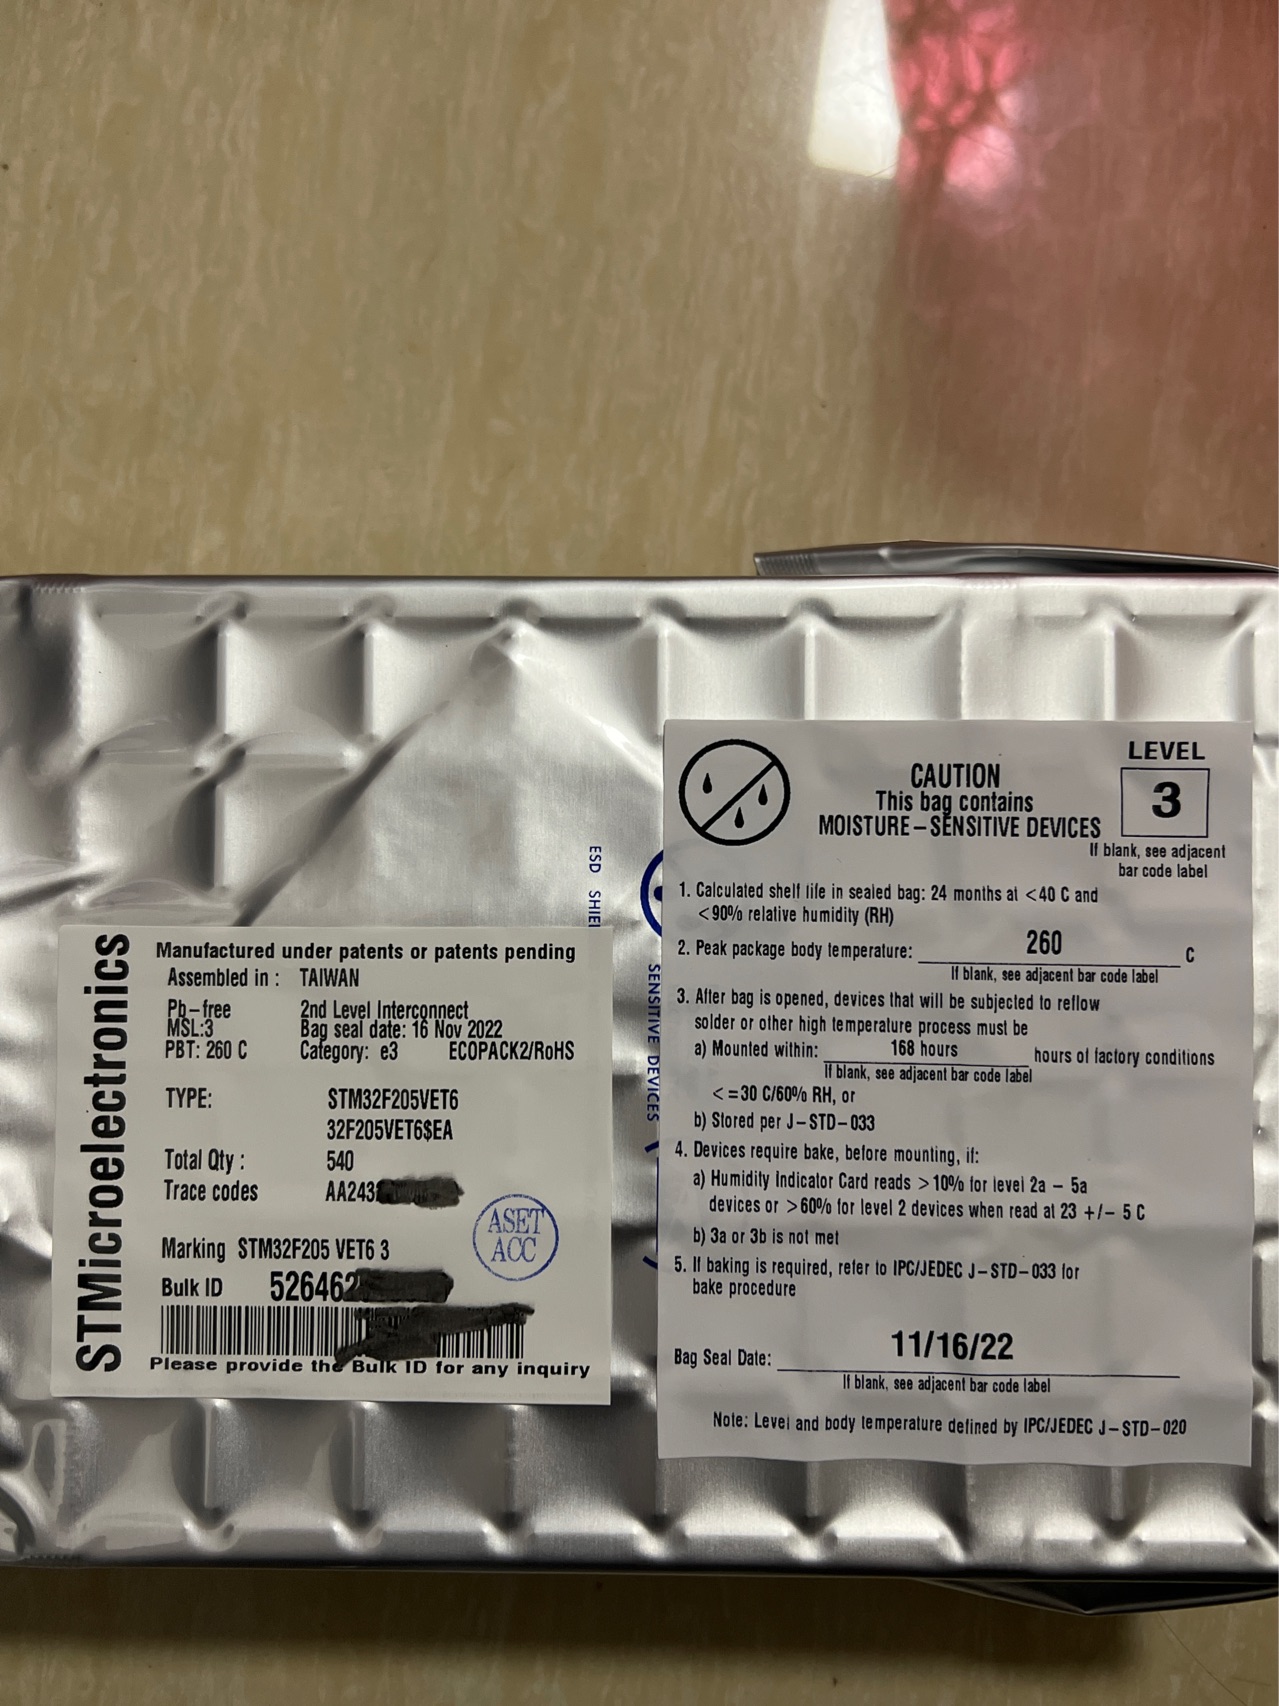 STMicroelectronics
Manufactured under patents or patents pending
Assembled in : TAIWAN
Pb-free 2nd Level Interconnect
MSL:3 Bag seal date: 16 Nov 2022
PBT: 260 C Category: e3 ECOPACK2/RoHS
TYPE: STM32F205VET6
32F205VET6$EA
Total Qty : 540
Trace codes AA243
Marking STM32F205 VET6 3
Bulk ID 526462
Please provide the Bulk ID for any inquiry
ASET
ACC
ESD
SENSITIVE DEVICES
LEVEL
3
CAUTION
This bag contains
MOISTURE-SENSITIVE DEVICES
If blank, see adjacent
bar code label
1. Calculated shelf life in sealed bag: 24 months at <40 C and
<90% relative humidity (RH)
2. Peak package body temperature: 260 C
If blank, see adjacent bar code label
3. After bag is opened, devices that will be subjected to reflow
solder or other high temperature process must be
a) Mounted within: 168 hours hours of factory conditions
If blank, see adjacent bar code label
<=30 C/60% RH, or
b) Stored per J-STD-033
4. Devices require bake, before mounting, if:
a) Humidity Indicator Card reads >10% for level 2a - 5a
devices or >60% for level 2 devices when read at 23 +/- 5 C
b) 3a or 3b is not met
5. If baking is required, refer to IPC/JEDEC J-STD-033 for
bake procedure
Bag Seal Date: 11/16/22
If blank, see adjacent bar code label
Note: Level and body temperature defined by IPC/JEDEC J-STD-020